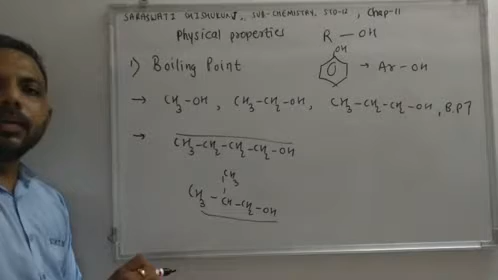 SARASWATI SHISHUKUNJ, SUB-CHEMISTRY, STD-12, Chap-11
Physical properties
R — OH
OH
→ Ar — OH
1) Boiling Point
→ CH3-OH, CH3-CH2-OH, CH3-CH2-CH2-OH, B.P↑
→ CH3-CH2-CH2-CH2-OH
CH3
CH3 - CH-CH2-OH